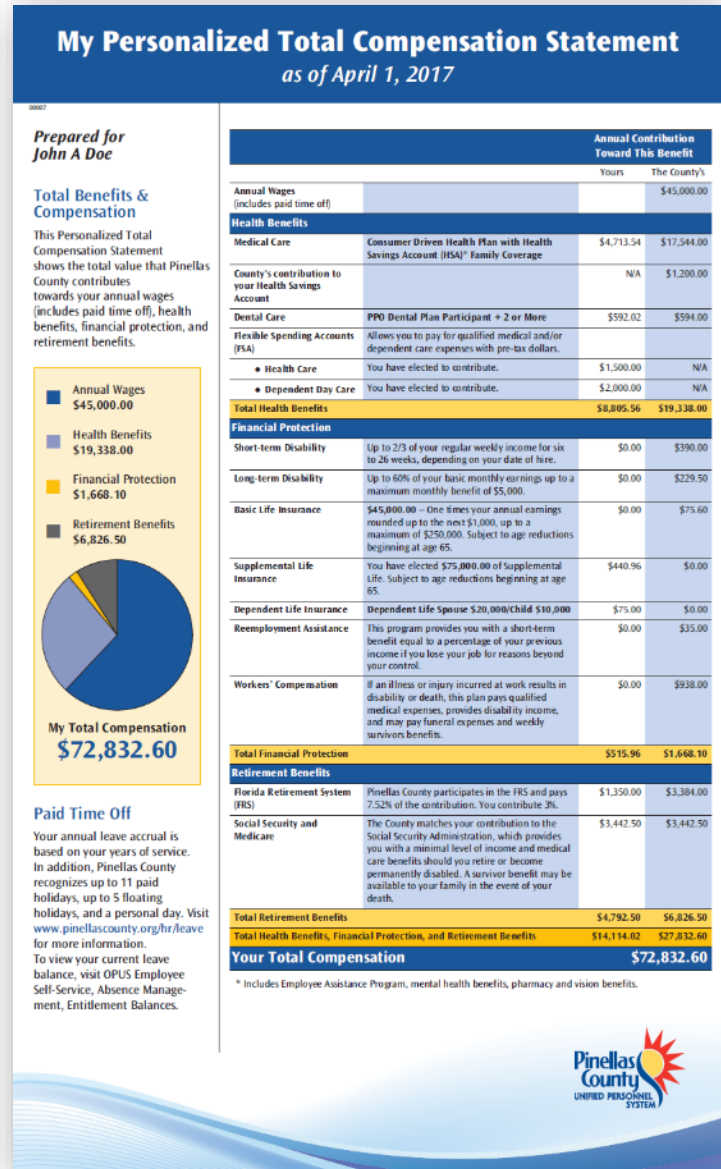 My Personalized Total Compensation Statement
as of April 1, 2017
00007
Prepared for
John A Doe
Total Benefits &
Compensation
This Personalized Total
Compensation Statement
shows the total value that Pinellas
County contributes
towards your annual wages
(includes paid time off), health
benefits, financial protection, and
retirement benefits.
Annual Wages
$45,000.00
Health Benefits
$19,338.00
Financial Protection
$1,668.10
Retirement Benefits
$6,826.50
My Total Compensation
$72,832.60
Paid Time Off
Your annual leave accrual is
based on your years of service.
In addition, Pinellas County
recognizes up to 11 paid
holidays, up to 5 floating
holidays, and a personal day. Visit
www.pinellascounty.org/hr/leave
for more information.
To view your current leave
balance, visit OPUS Employee
Self-Service, Absence Manage-
ment, Entitlement Balances.
Annual Contribution
Toward This Benefit
Yours The County's
Annual Wages $45,000.00
(includes paid time off)
Health Benefits
Medical Care Consumer Driven Health Plan with Health $4,713.54 $17,544.00
Savings Account (HSA)* Family Coverage
County's contribution to N/A $1,200.00
your Health Savings
Account
Dental Care PPO Dental Plan Participant + 2 or More $592.02 $594.00
Flexible Spending Accounts Allows you to pay for qualified medical and/or
(FSA) dependent care expenses with pre-tax dollars.
• Health Care You have elected to contribute. $1,500.00 N/A
• Dependent Day Care You have elected to contribute. $2,000.00 N/A
Total Health Benefits $8,805.56 $19,338.00
Financial Protection
Short-term Disability Up to 2/3 of your regular weekly income for six $0.00 $390.00
to 26 weeks, depending on your date of hire.
Long-term Disability Up to 60% of your basic monthly earnings up to a $0.00 $229.50
maximum monthly benefit of $5,000.
Basic Life Insurance $45,000.00 – One times your annual earnings $0.00 $75.60
rounded up to the next $1,000, up to a
maximum of $250,000. Subject to age reductions
beginning at age 65.
Supplemental Life You have elected $75,000.00 of Supplemental $440.96 $0.00
Insurance Life. Subject to age reductions beginning at age
65.
Dependent Life Insurance Dependent Life Spouse $20,000/Child $10,000 $75.00 $0.00
Reemployment Assistance This program provides you with a short-term $0.00 $35.00
benefit equal to a percentage of your previous
income if you lose your job for reasons beyond
your control.
Workers' Compensation If an illness or injury incurred at work results in $0.00 $938.00
disability or death, this plan pays qualified
medical expenses, provides disability income,
and may pay funeral expenses and weekly
survivors benefits.
Total Financial Protection $515.96 $1,668.10
Retirement Benefits
Florida Retirement System Pinellas County participates in the FRS and pays $1,350.00 $3,384.00
(FRS) 7.52% of the contribution. You contribute 3%.
Social Security and The County matches your contribution to the $3,442.50 $3,442.50
Medicare Social Security Administration, which provides
you with a minimal level of income and medical
care benefits should you retire or become
permanently disabled. A survivor benefit may be
available to your family in the event of your
death.
Total Retirement Benefits $4,792.50 $6,826.50
Total Health Benefits, Financial Protection, and Retirement Benefits $14,114.02 $27,832.60
Your Total Compensation $72,832.60
* Includes Employee Assistance Program, mental health benefits, pharmacy and vision benefits.
Pinellas
County
UNIFIED PERSONNEL
SYSTEM